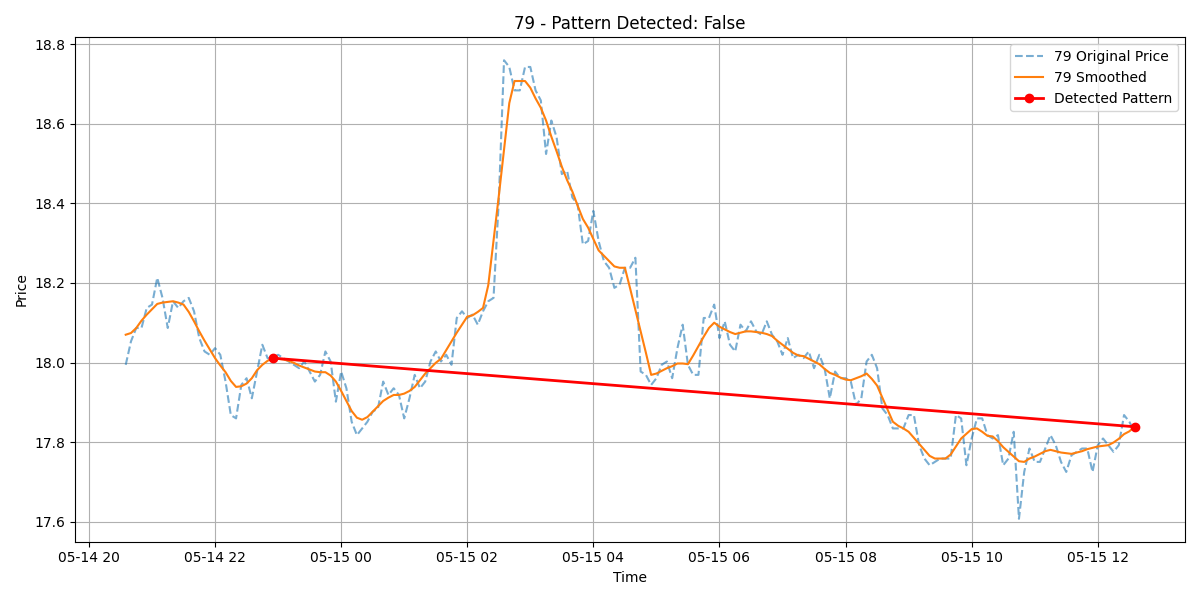 79 - Pattern Detected: False
79 Original Price
79 Smoothed
Detected Pattern
Price
18.8
18.6
18.4
18.2
18.0
17.8
17.6
05-14 20
05-14 22
05-15 00
05-15 02
05-15 04
05-15 06
05-15 08
05-15 10
05-15 12
Time